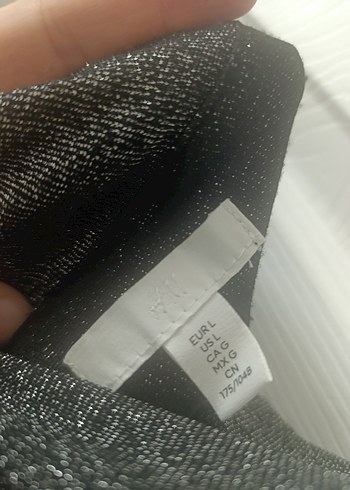 H&M
EUR L
US L
CA G
MX G
CN
175/104B